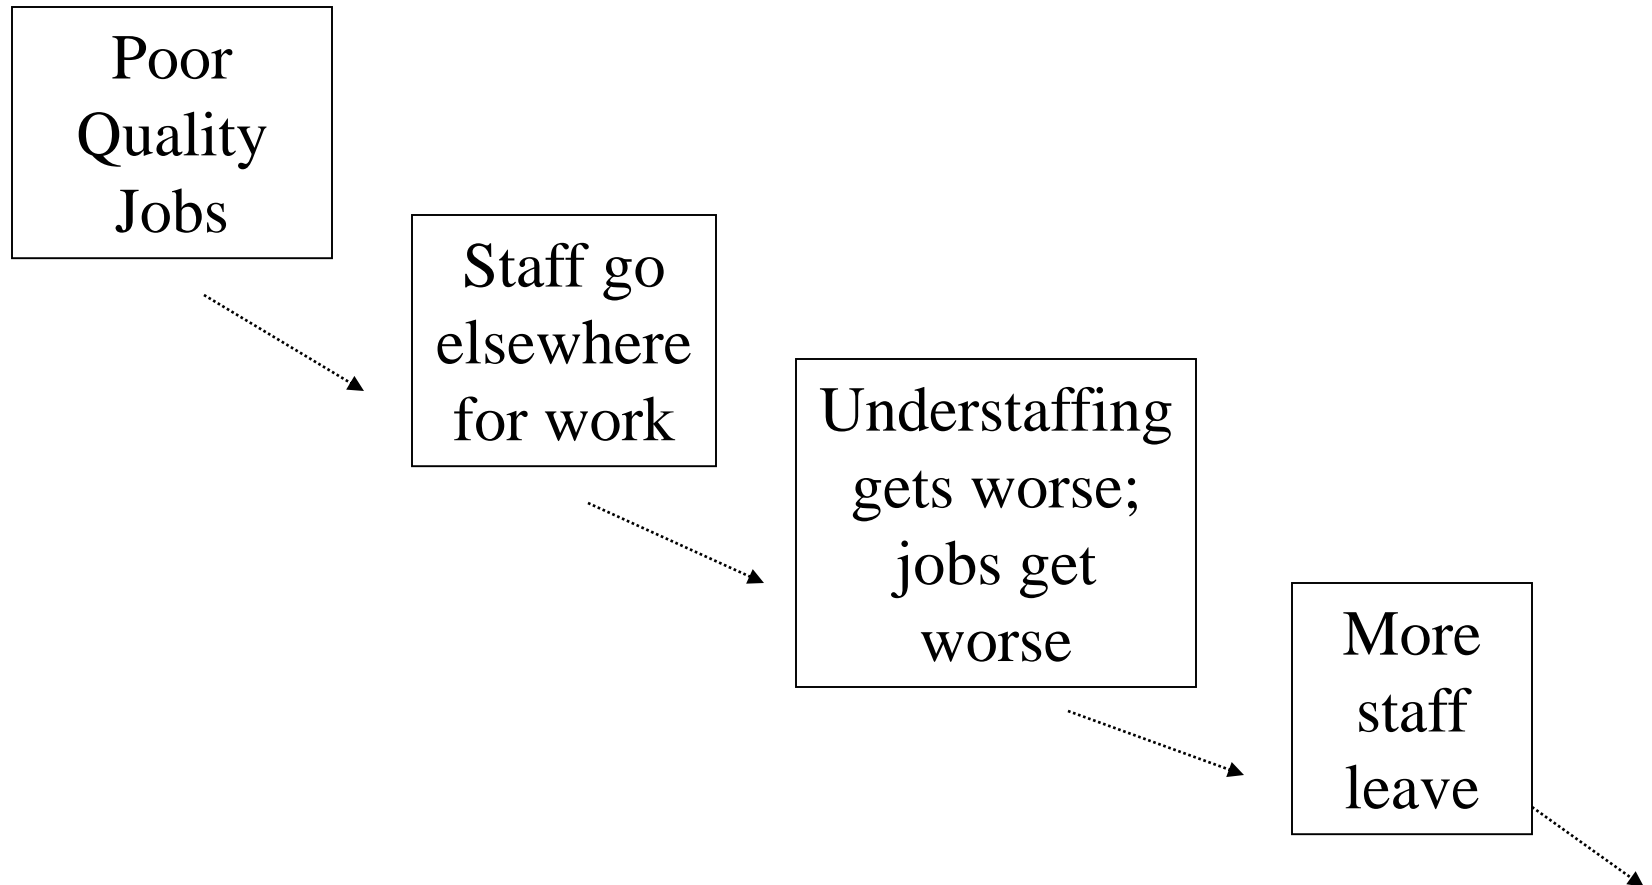 Poor
Quality
Jobs
Staff go
elsewhere
for work
Understaffing
gets worse;
jobs get
worse
More
staff
leave